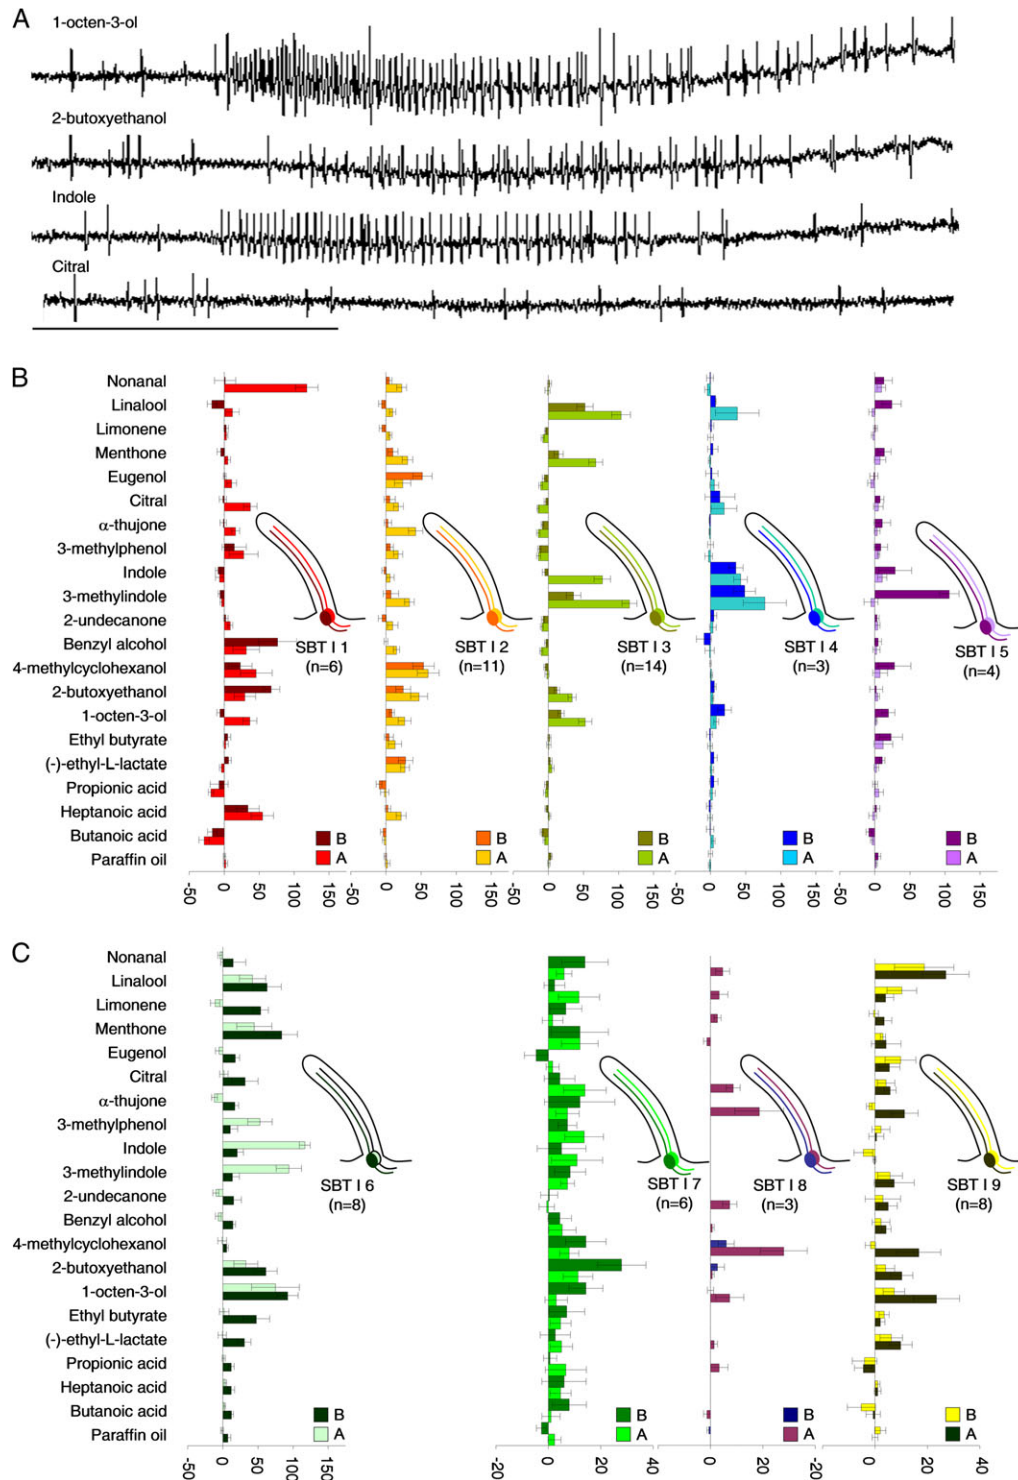 A
1-octen-3-ol
2-butoxyethanol
Indole
Citral
B
Nonanal
Linalool
Limonene
Menthone
Eugenol
Citral
α-thujone
3-methylphenol
Indole
3-methylindole
2-undecanone
Benzyl alcohol
4-methylcyclohexanol
2-butoxyethanol
1-octen-3-ol
Ethyl butyrate
(-)-ethyl-L-lactate
Propionic acid
Heptanoic acid
Butanoic acid
Paraffin oil
SBT I 1
(n=6)
SBT I 2
(n=11)
SBT I 3
(n=14)
SBT I 4
(n=3)
SBT I 5
(n=4)
B
A
B
A
B
A
B
A
B
A
-50 0 50 100 150
-50 0 50 100 150
-50 0 50 100 150
-50 0 50 100 150
-50 0 50 100 150
C
Nonanal
Linalool
Limonene
Menthone
Eugenol
Citral
α-thujone
3-methylphenol
Indole
3-methylindole
2-undecanone
Benzyl alcohol
4-methylcyclohexanol
2-butoxyethanol
1-octen-3-ol
Ethyl butyrate
(-)-ethyl-L-lactate
Propionic acid
Heptanoic acid
Butanoic acid
Paraffin oil
SBT I 6
(n=8)
SBT I 7
(n=6)
SBT I 8
(n=3)
SBT I 9
(n=8)
B
A
B
A
B
A
B
A
-50 0 50 100 150
-20 0 20 40
-20 0 20 40
-20 0 20 40